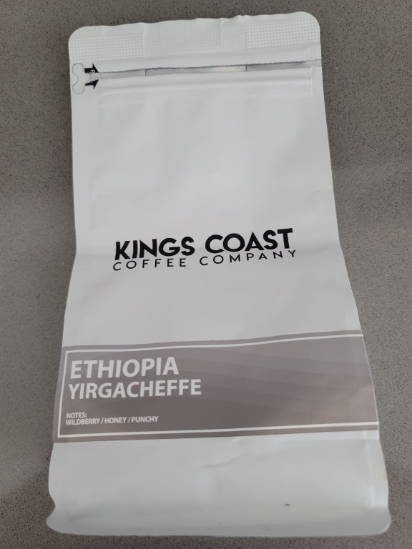 KINGS COAST
COFFEE COMPANY
ETHIOPIA
YIRGACHEFFE
NOTES:
WILDBERRY / HONEY / PUNCHY